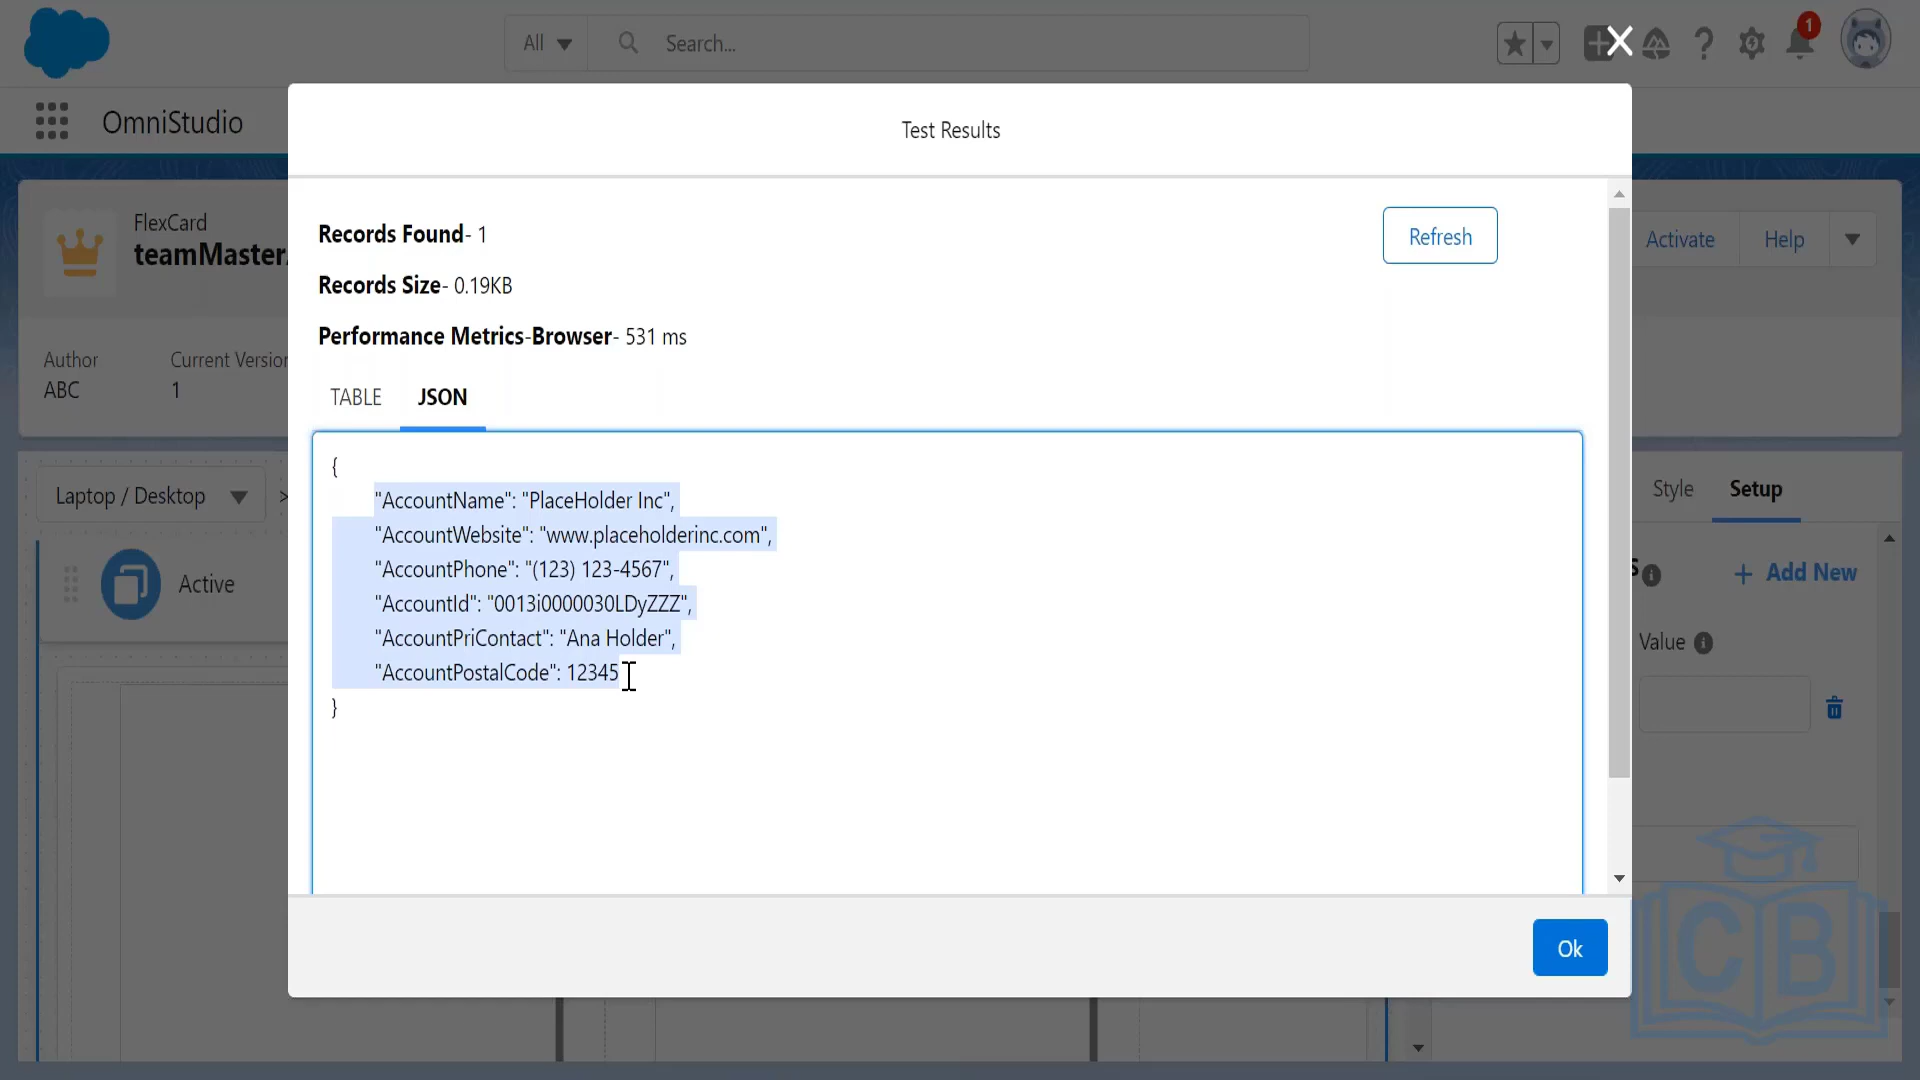 All
Search...
1
OmniStudio
Test Results
FlexCard
teamMaster
Activate
Help
Records Found- 1
Refresh
Records Size- 0.19KB
Performance Metrics-Browser- 531 ms
Author
Current Version
ABC
1
TABLE
JSON
{
"AccountName": "PlaceHolder Inc",
"AccountWebsite": "www.placeholderinc.com",
"AccountPhone": "(123) 123-4567",
"AccountId": "0013i0000030LDyZZZ",
"AccountPriContact": "Ana Holder",
"AccountPostalCode": 12345
}
Laptop / Desktop
>
Style
Setup
Active
s
+ Add New
Value
Ok
CB